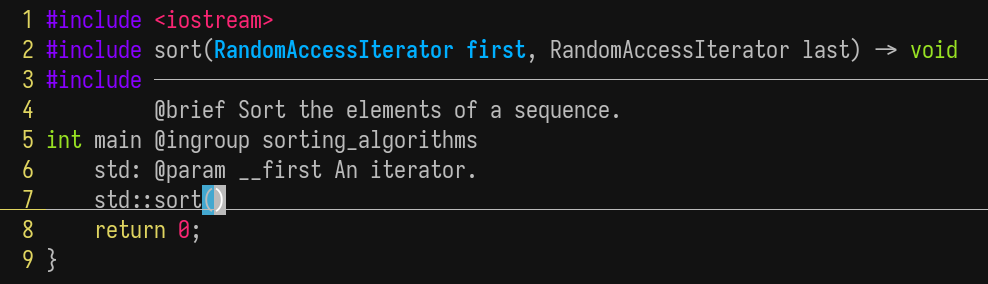 1 #include <iostream>
2 #include sort(RandomAccessIterator first, RandomAccessIterator last) -> void
3 #include
4 @brief Sort the elements of a sequence.
5 int main @ingroup sorting_algorithms
6 std: @param __first An iterator.
7 std::sort()
8 return 0;
9 }